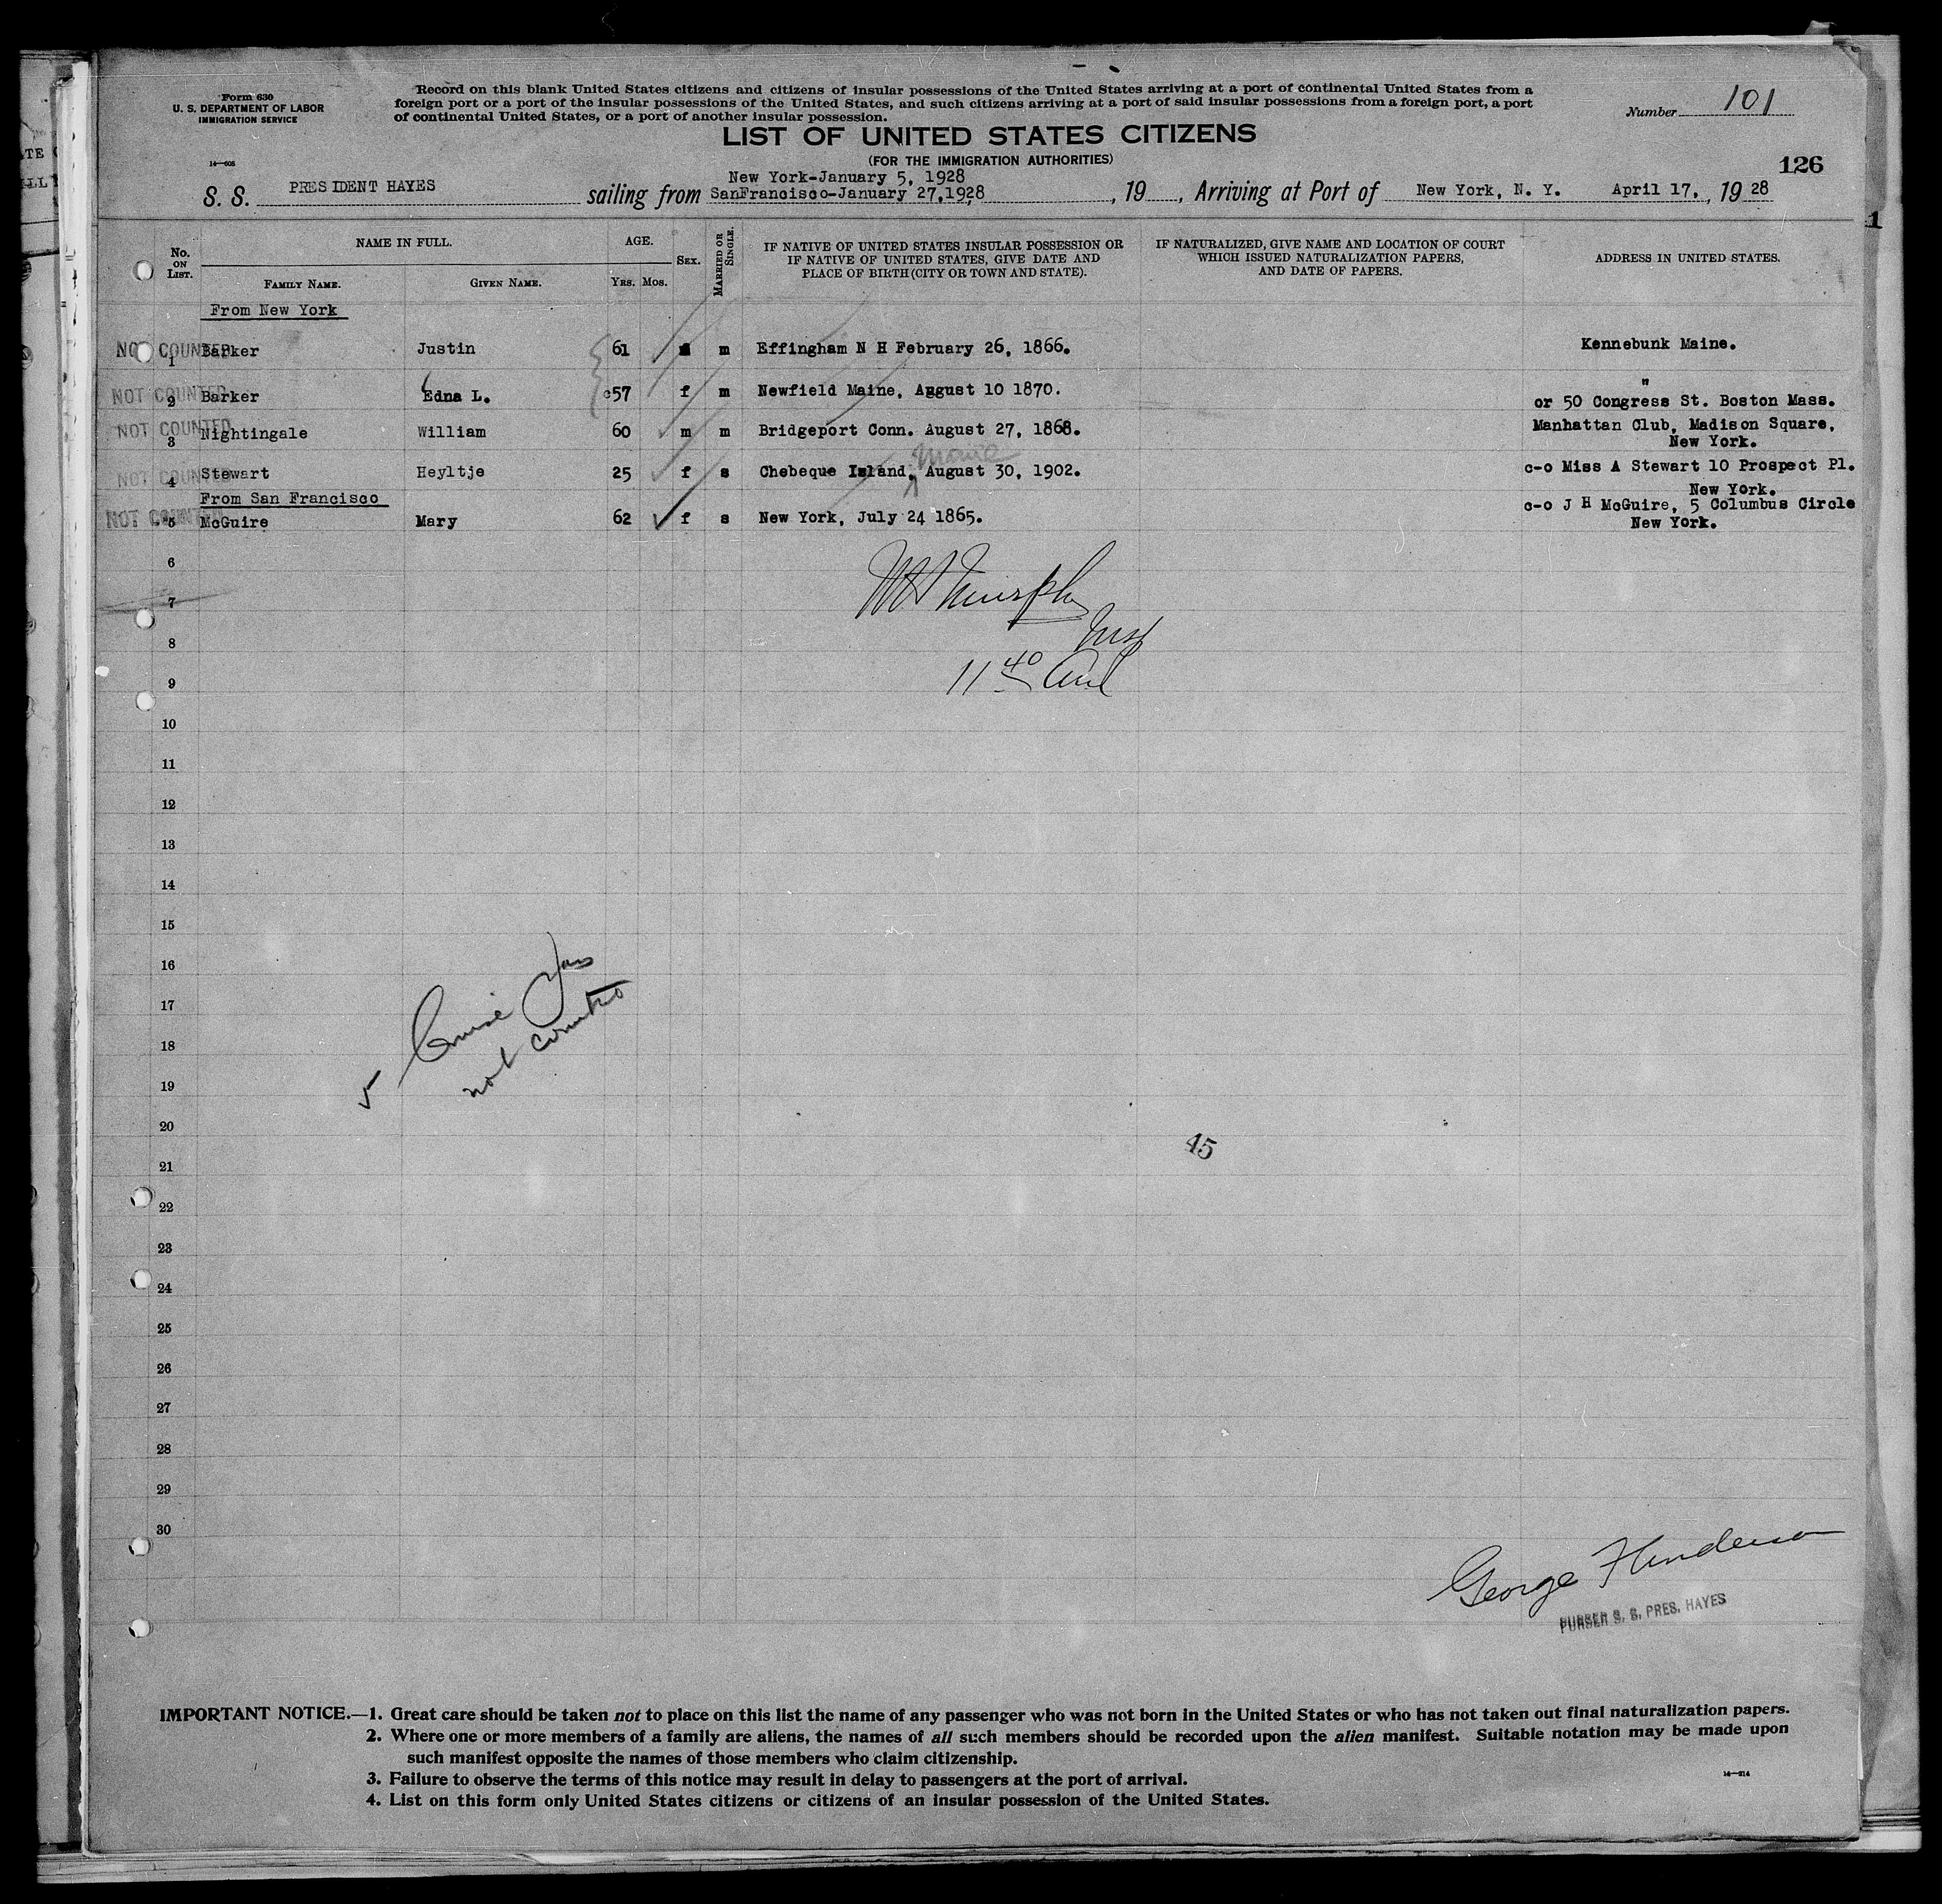 Form 630
U. S. DEPARTMENT OF LABOR
IMMIGRATION SERVICE
14—608
Record on this blank United States citizens and citizens of insular possessions of the United States arriving at a port of continental United States from a
foreign port or a port of the insular possessions of the United States, and such citizens arriving at a port of said insular possessions from a foreign port, a port
of continental United States, or a port of another insular possession.
Number 101
LIST OF UNITED STATES CITIZENS
(FOR THE IMMIGRATION AUTHORITIES)
126
New York-January 5, 1928
S. S. PRESIDENT HAYES sailing from SanFrancisco-January 27,1928, , 19 , Arriving at Port of New York, N. Y. April 17, , 19 28
1
No. ON LIST. NAME IN FULL. AGE. SEX. MARRIED OR SINGLE. IF NATIVE OF UNITED STATES INSULAR POSSESSION OR IF NATIVE OF UNITED STATES, GIVE DATE AND PLACE OF BIRTH (CITY OR TOWN AND STATE). IF NATURALIZED, GIVE NAME AND LOCATION OF COURT WHICH ISSUED NATURALIZATION PAPERS, AND DATE OF PAPERS. ADDRESS IN UNITED STATES.
FAMILY NAME. GIVEN NAME. YRS. MOS.
From New York
NOT COUNTED 1 Barker Justin 61 m Effingham N H February 26, 1866. Kennebunk Maine.
NOT COUNTED 2 Barker Edna L. 57 f m Newfield Maine, August 10 1870. " or 50 Congress St. Boston Mass.
NOT COUNTED 3 Nightingale William 60 m m Bridgeport Conn. August 27, 1868. Manhattan Club, Madison Square, New York.
NOT COUNTED 4 Stewart Heyltje 25 f s Chebeque Island, Maine August 30, 1902. c-o Miss A Stewart 10 Prospect Pl. New York.
From San Francisco
NOT COUNTED 5 McGuire Mary 62 f s New York, July 24 1865. c-o J H McGuire, 5 Columbus Circle New York.
6
7
8
9
10
11
12
13
14
15
16
17
18
19
20
21
22
23
24
25
26
27
28
29
30
Murphy
Insp
11 40
5 Cruise
not counted
45
George Henderson
PURSER S. S. PRES. HAYES
IMPORTANT NOTICE.—1. Great care should be taken not to place on this list the name of any passenger who was not born in the United States or who has not taken out final naturalization papers.
2. Where one or more members of a family are aliens, the names of all such members should be recorded upon the alien manifest. Suitable notation may be made upon
such manifest opposite the names of those members who claim citizenship.
3. Failure to observe the terms of this notice may result in delay to passengers at the port of arrival.
14—214
4. List on this form only United States citizens or citizens of an insular possession of the United States.